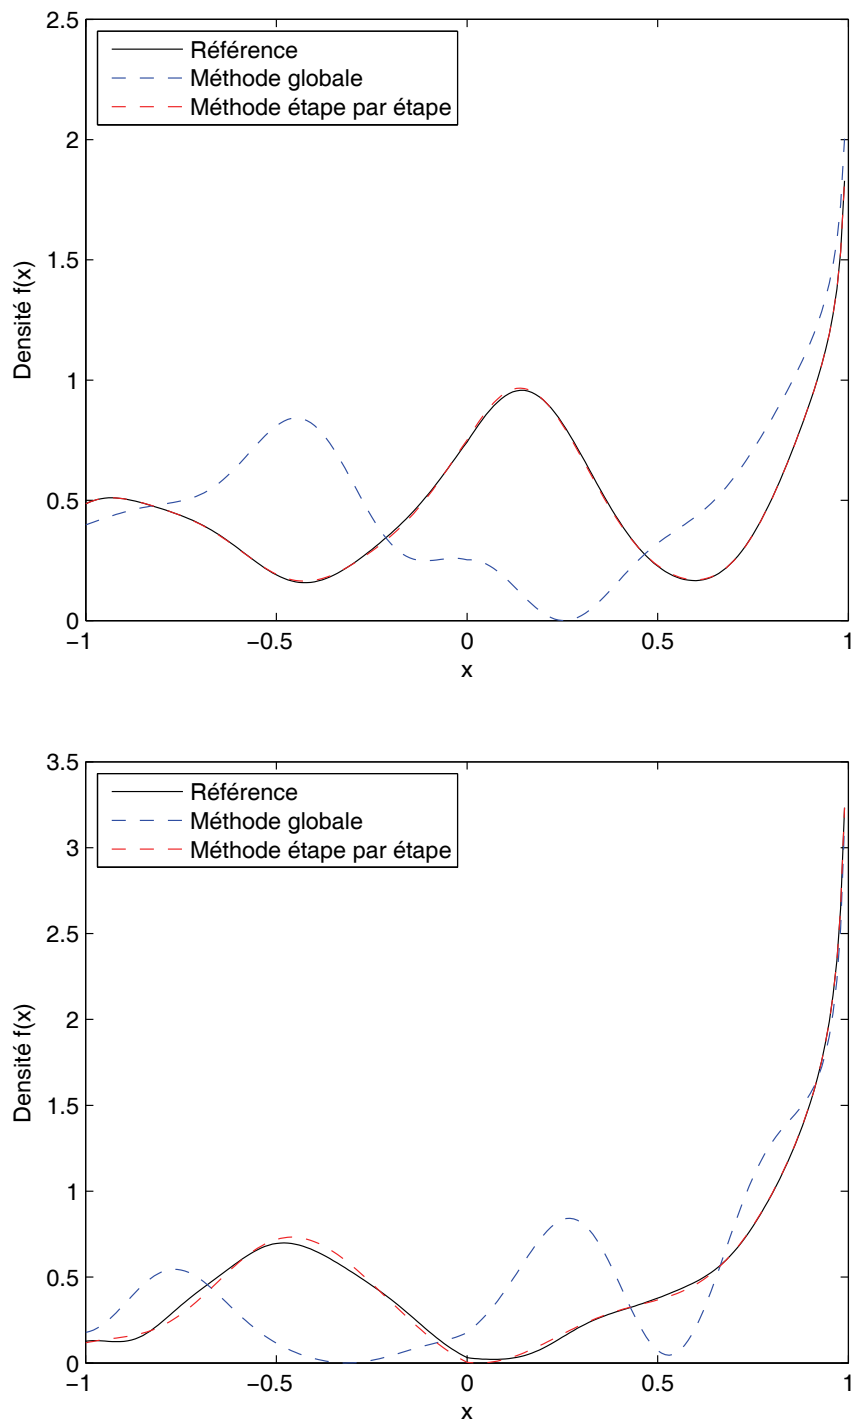 2.5
Référence
Méthode globale
Méthode étape par étape
2
1.5
Densité f(x)
1
0.5
0
−1
−0.5
0
0.5
1
x
3.5
Référence
Méthode globale
Méthode étape par étape
3
2.5
2
Densité f(x)
1.5
1
0.5
0
−1
−0.5
0
0.5
1
x